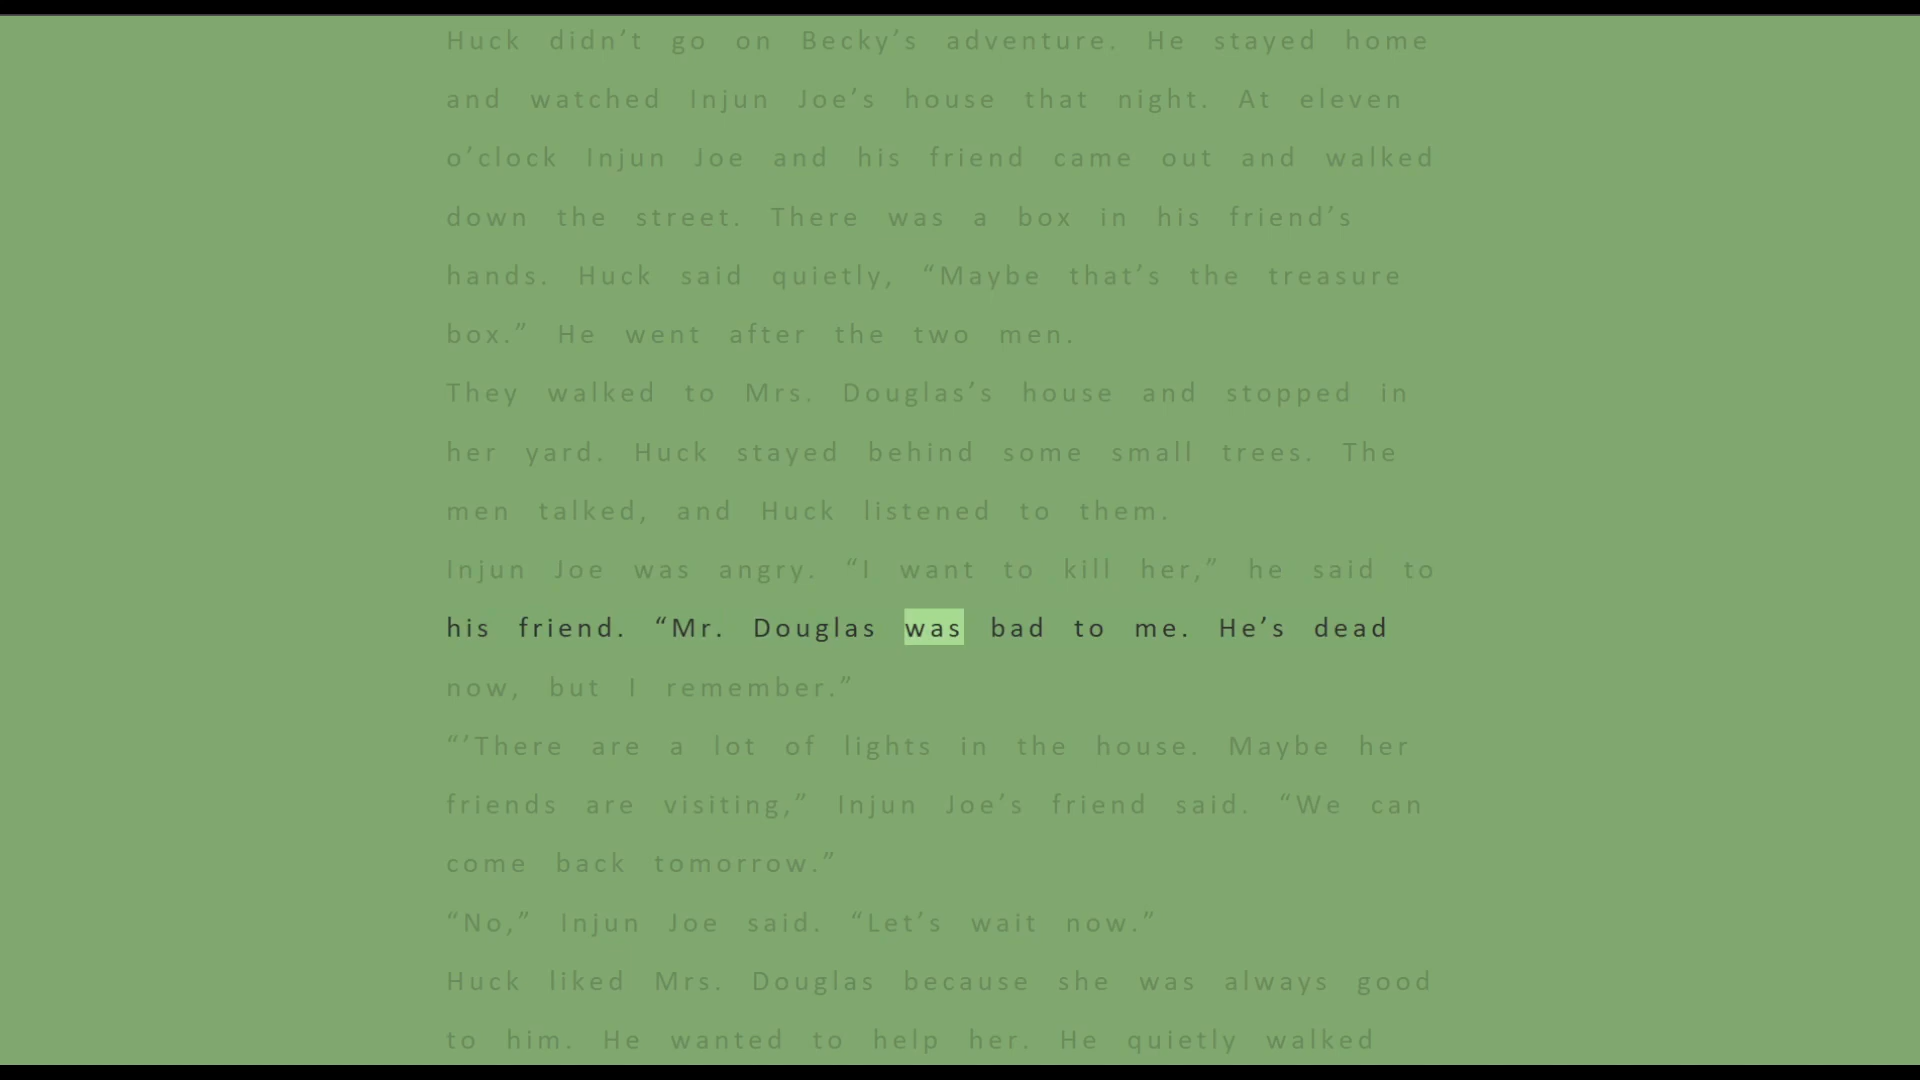 Huck didn’t go on Becky’s adventure. He stayed home
and watched Injun Joe’s house that night. At eleven
o’clock Injun Joe and his friend came out and walked
down the street. There was a box in his friend’s
hands. Huck said quietly, “Maybe that’s the treasure
box.” He went after the two men.
They walked to Mrs. Douglas’s house and stopped in
her yard. Huck stayed behind some small trees. The
men talked, and Huck listened to them.
Injun Joe was angry. “I want to kill her,” he said to
his friend. “Mr. Douglas was bad to me. He’s dead
now, but I remember.”
“’There are a lot of lights in the house. Maybe her
friends are visiting,” Injun Joe’s friend said. “We can
come back tomorrow.”
“No,” Injun Joe said. “Let’s wait now.”
Huck liked Mrs. Douglas because she was always good
to him. He wanted to help her. He quietly walked